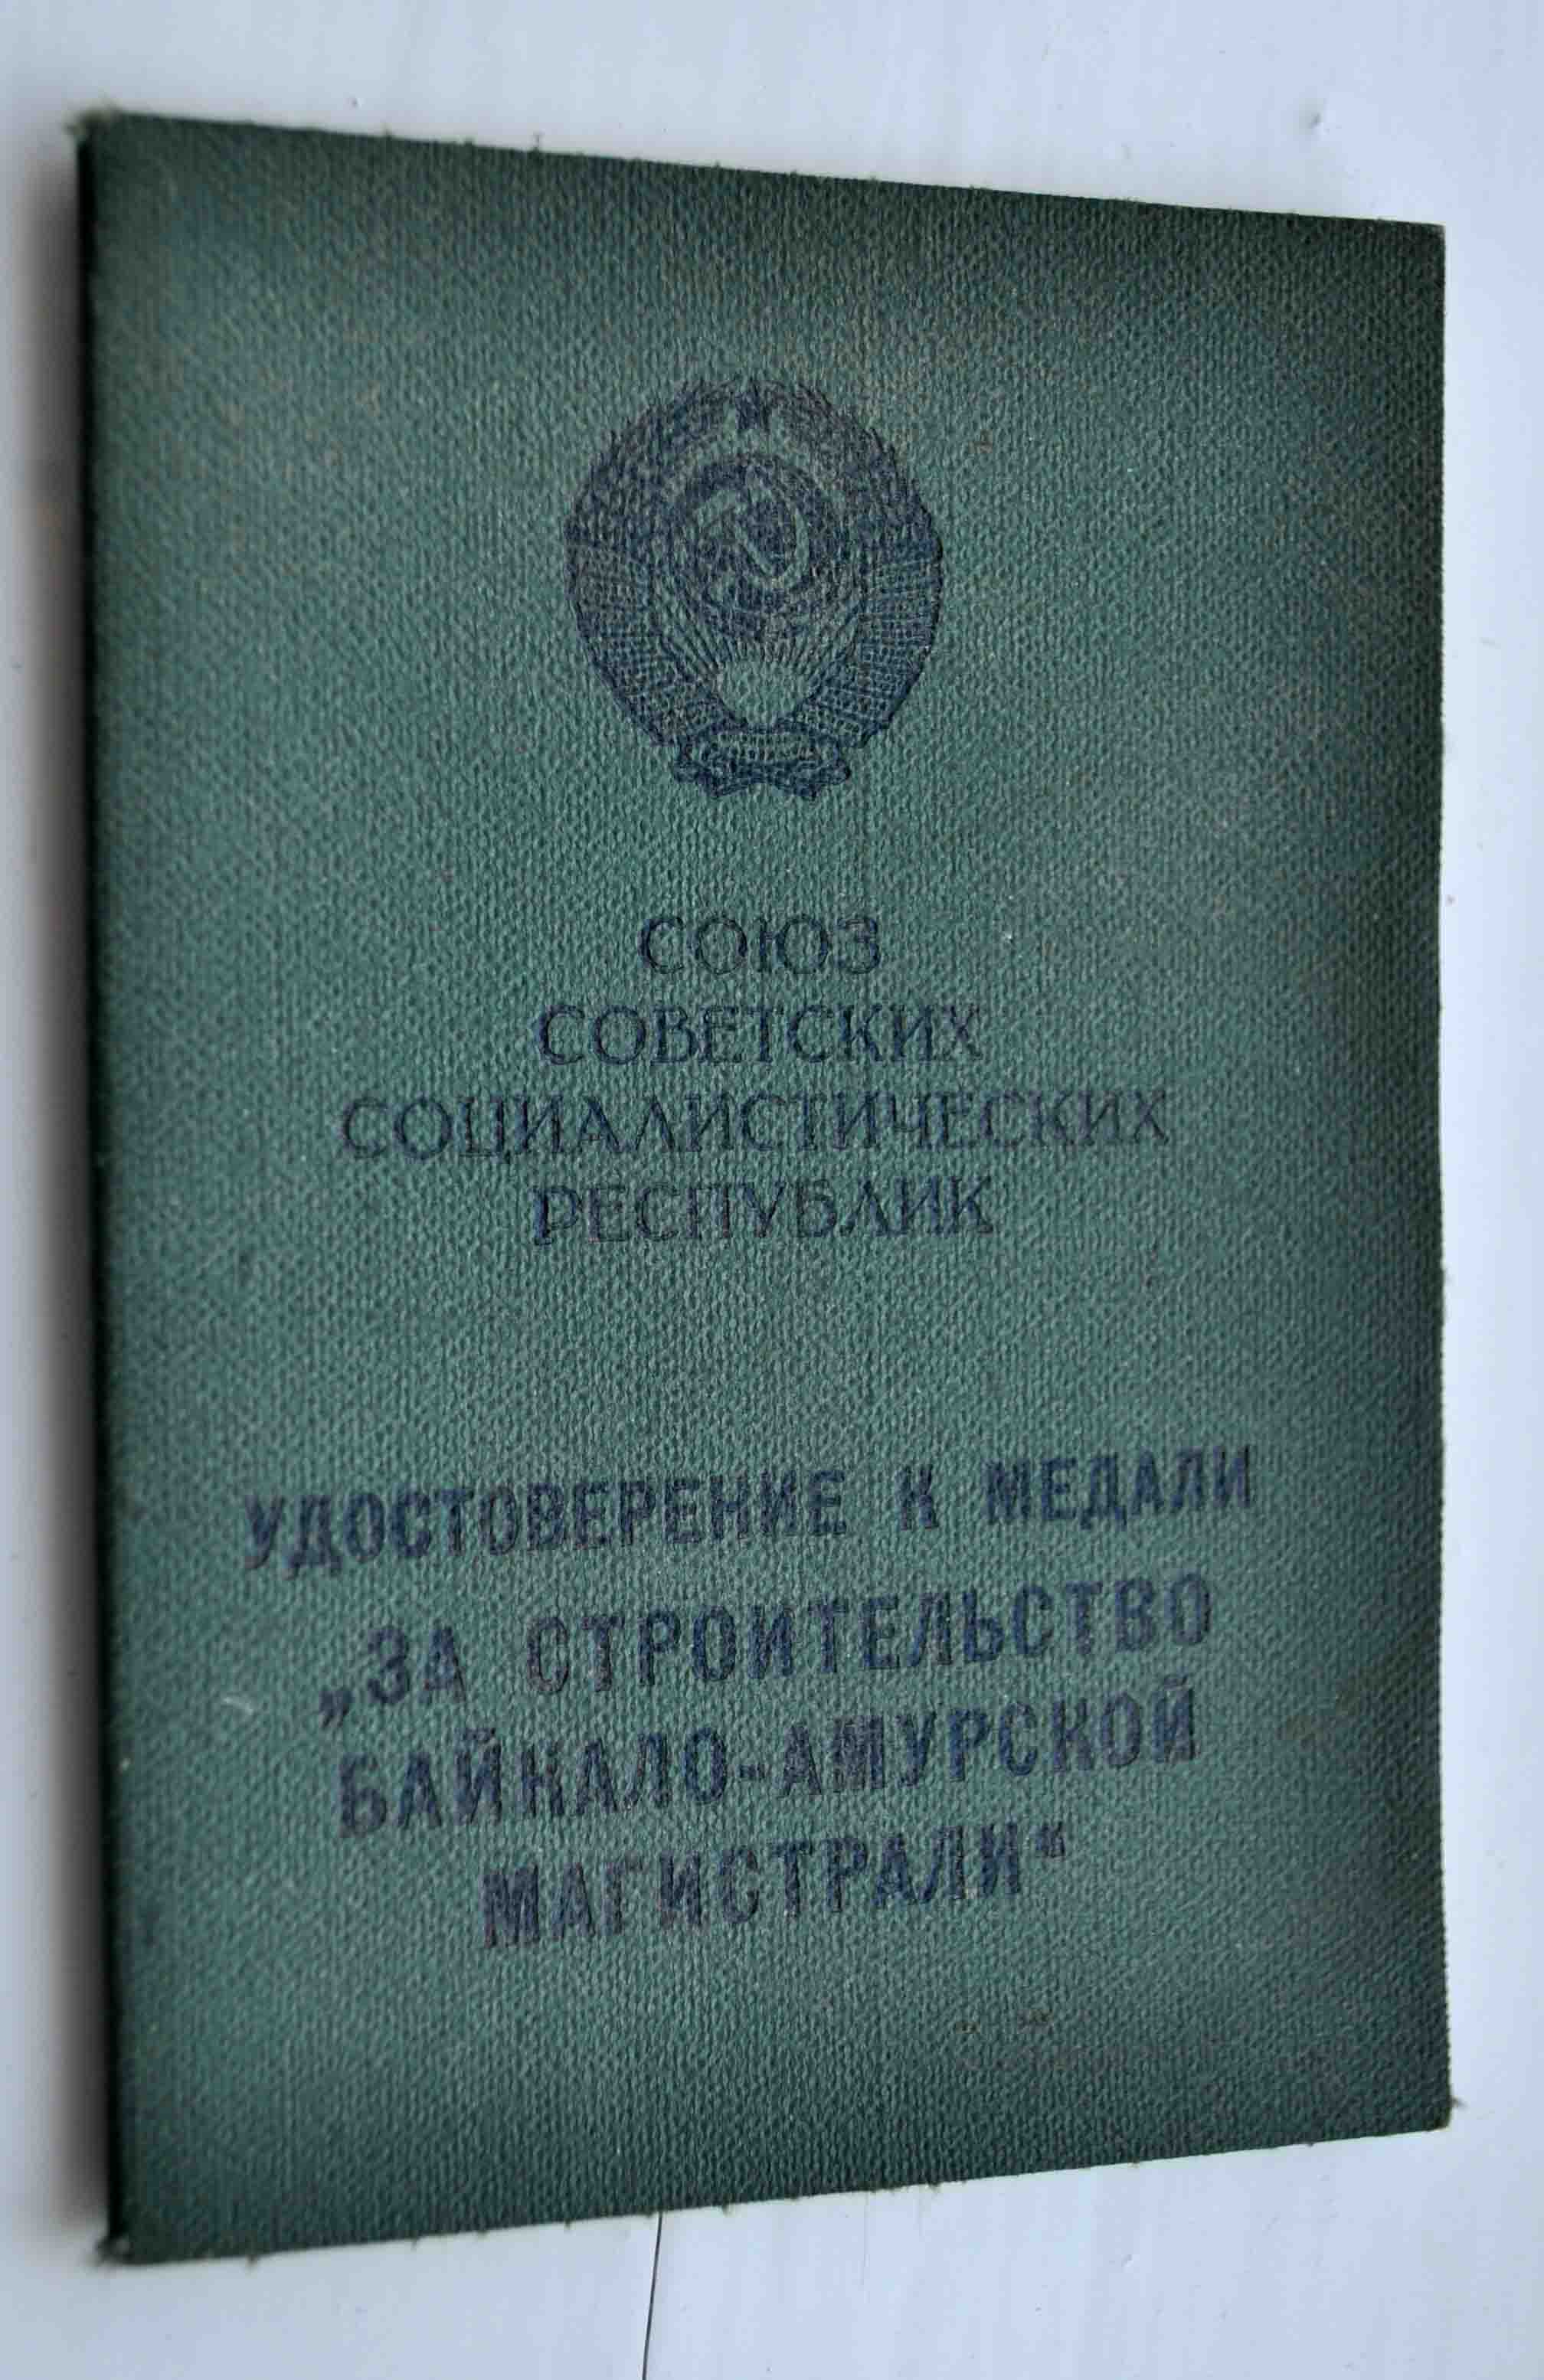 СОЮЗ
СОВЕТСКИХ
СОЦИАЛИСТИЧЕСКИХ
РЕСПУБЛИК
УДОСТОВЕРЕНИЕ К МЕДАЛИ
„ЗА СТРОИТЕЛЬСТВО
БАЙКАЛО-АМУРСКОЙ
МАГИСТРАЛИ“